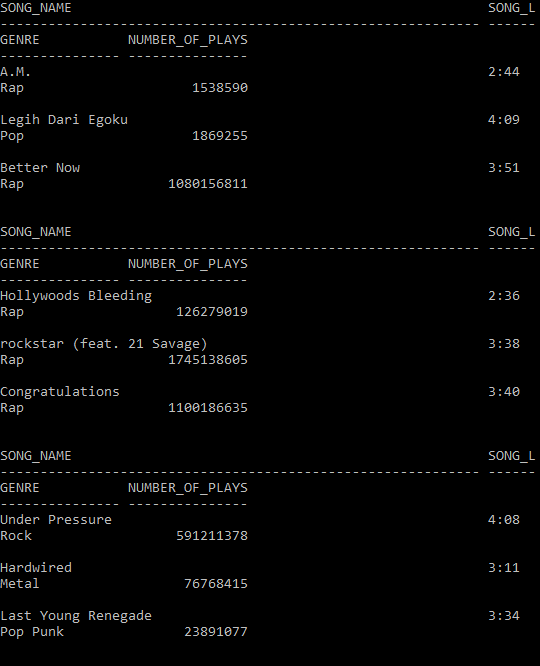 SONG_NAME SONG_L
------------------------------------------------------------ ------
GENRE NUMBER_OF_PLAYS
--------------- ---------------
A.M. 2:44
Rap 1538590
Legih Dari Egoku 4:09
Pop 1869255
Better Now 3:51
Rap 1080156811
SONG_NAME SONG_L
------------------------------------------------------------ ------
GENRE NUMBER_OF_PLAYS
--------------- ---------------
Hollywoods Bleeding 2:36
Rap 126279019
rockstar (feat. 21 Savage) 3:38
Rap 1745138605
Congratulations 3:40
Rap 1100186635
SONG_NAME SONG_L
------------------------------------------------------------ ------
GENRE NUMBER_OF_PLAYS
--------------- ---------------
Under Pressure 4:08
Rock 591211378
Hardwired 3:11
Metal 76768415
Last Young Renegade 3:34
Pop Punk 23891077